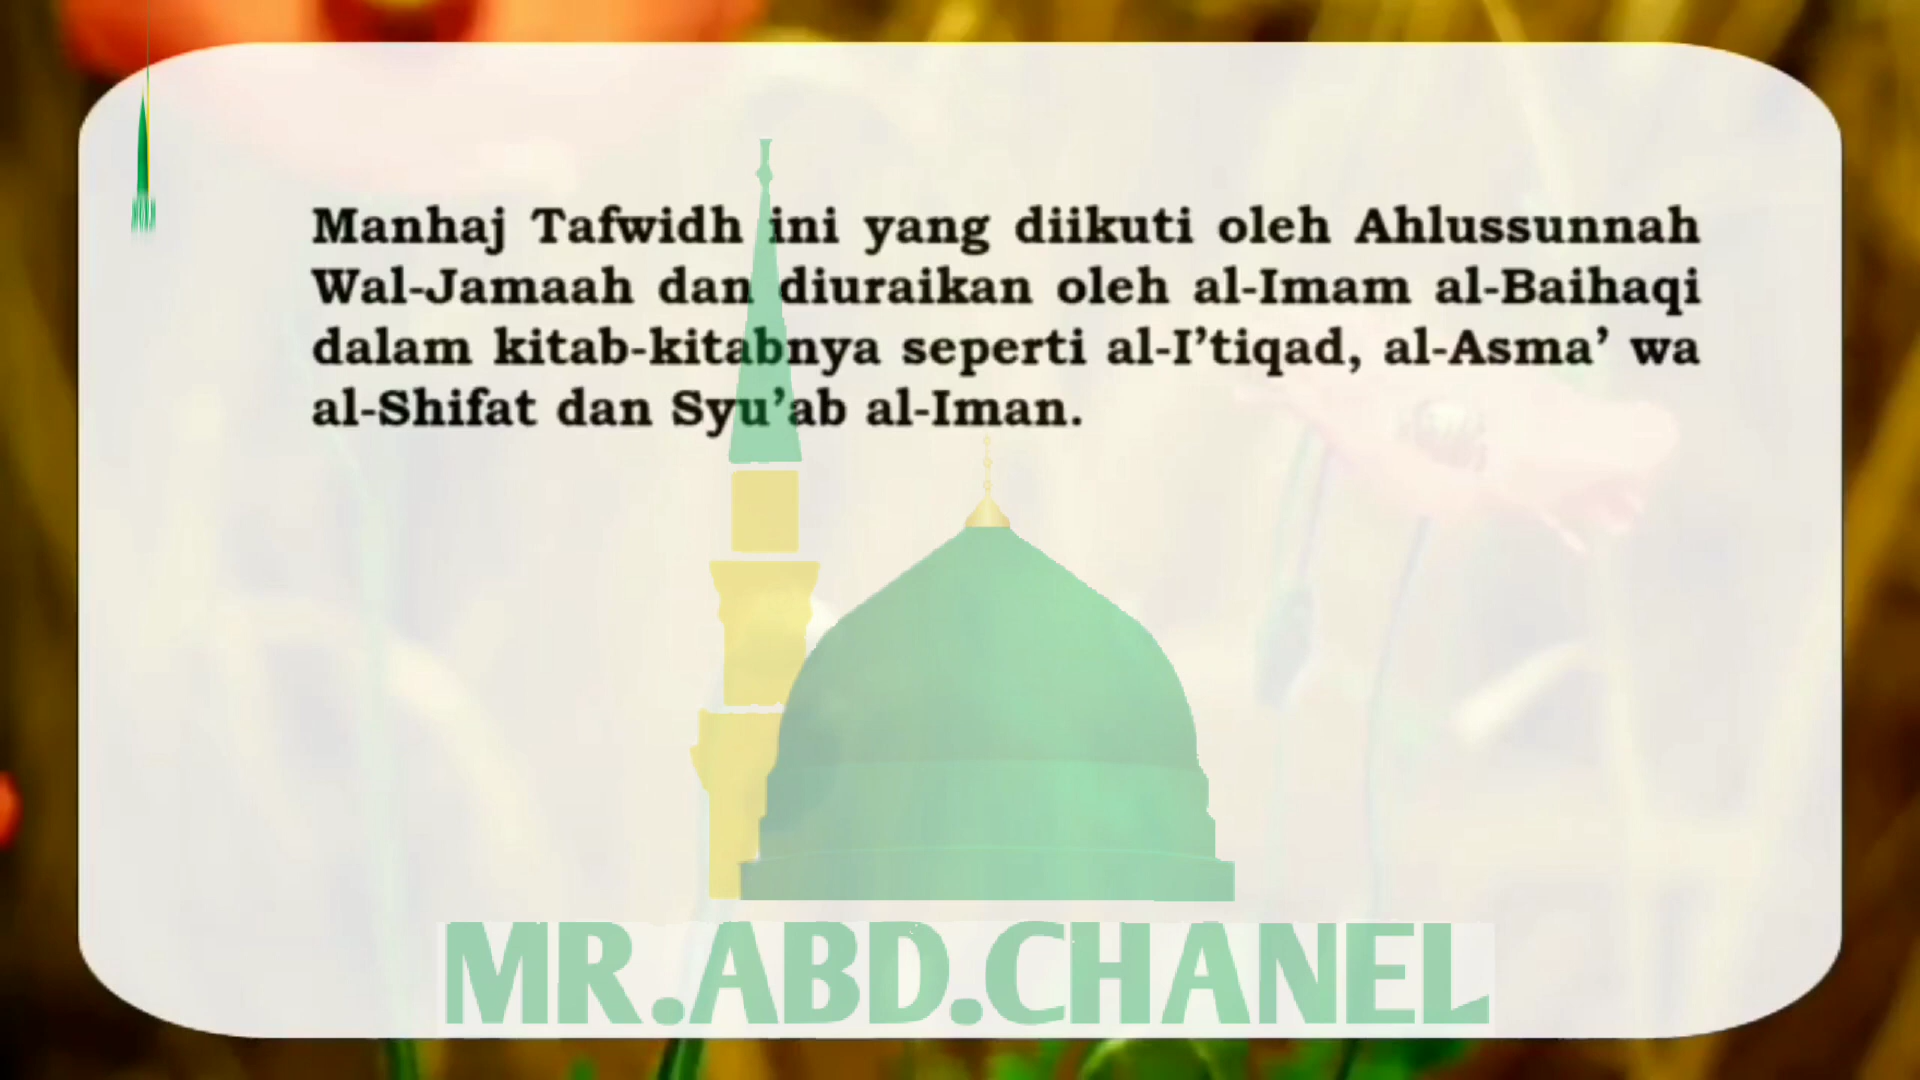 Manhaj Tafwidh ini yang diikuti oleh Ahlussunnah
Wal-Jamaah dan diuraikan oleh al-Imam al-Baihaqi
dalam kitab-kitabnya seperti al-I’tiqad, al-Asma’ wa
al-Shifat dan Syu’ab al-Iman.
MR.ABD.CHANEL